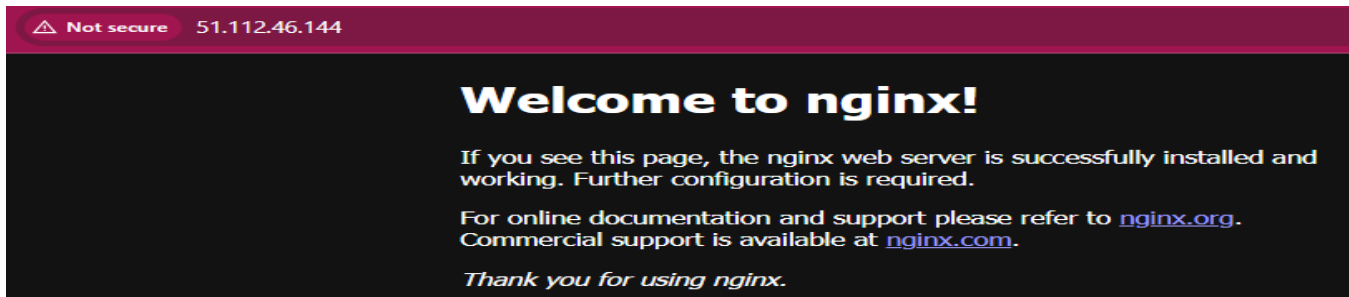 Not secure 51.112.46.144
Welcome to nginx!
If you see this page, the nginx web server is successfully installed and
working. Further configuration is required.
For online documentation and support please refer to nginx.org.
Commercial support is available at nginx.com.
Thank you for using nginx.